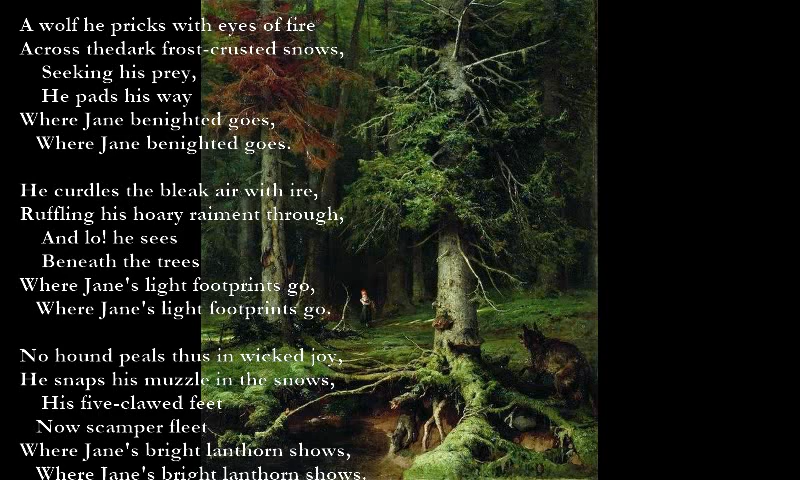 A wolf he pricks with eyes of fire
Across thedark frost-crusted snows,
Seeking his prey,
He pads his way
Where Jane benighted goes,
Where Jane benighted goes.
He curdles the bleak air with ire,
Ruffling his hoary raiment through,
And lo! he sees
Beneath the trees
Where Jane's light footprints go,
Where Jane's light footprints go.
No hound peals thus in wicked joy,
He snaps his muzzle in the snows,
His five-clawed feet
Now scamper fleet
Where Jane's bright lanthorn shows,
Where Jane's bright lanthorn shows.